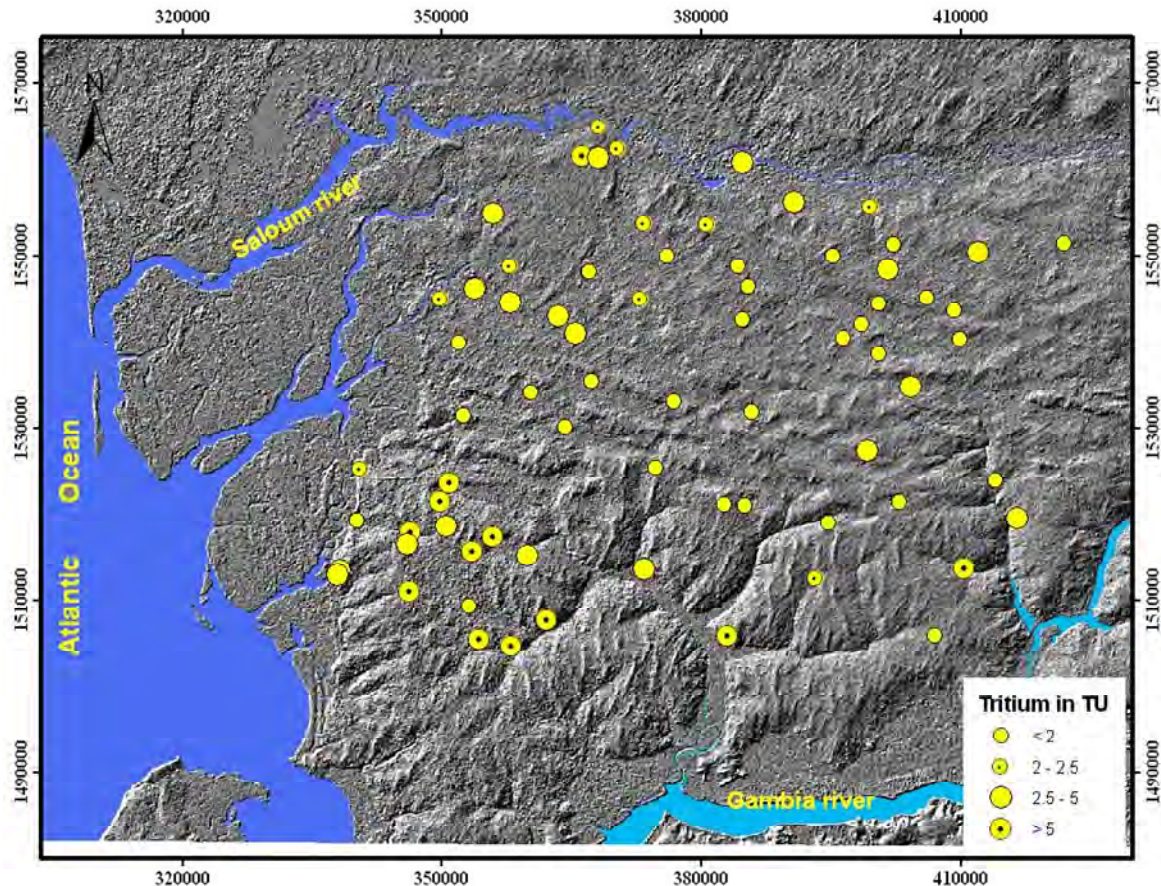 320000 350000 380000 410000
1570000 1570000
N
Saloum river
1550000 1550000
Atlantic Ocean
1530000 1530000
1510000 1510000
Tritium in TU
< 2
2 - 2.5
2.5 - 5
> 5
1490000 1490000
Gambia river
320000 350000 380000 410000